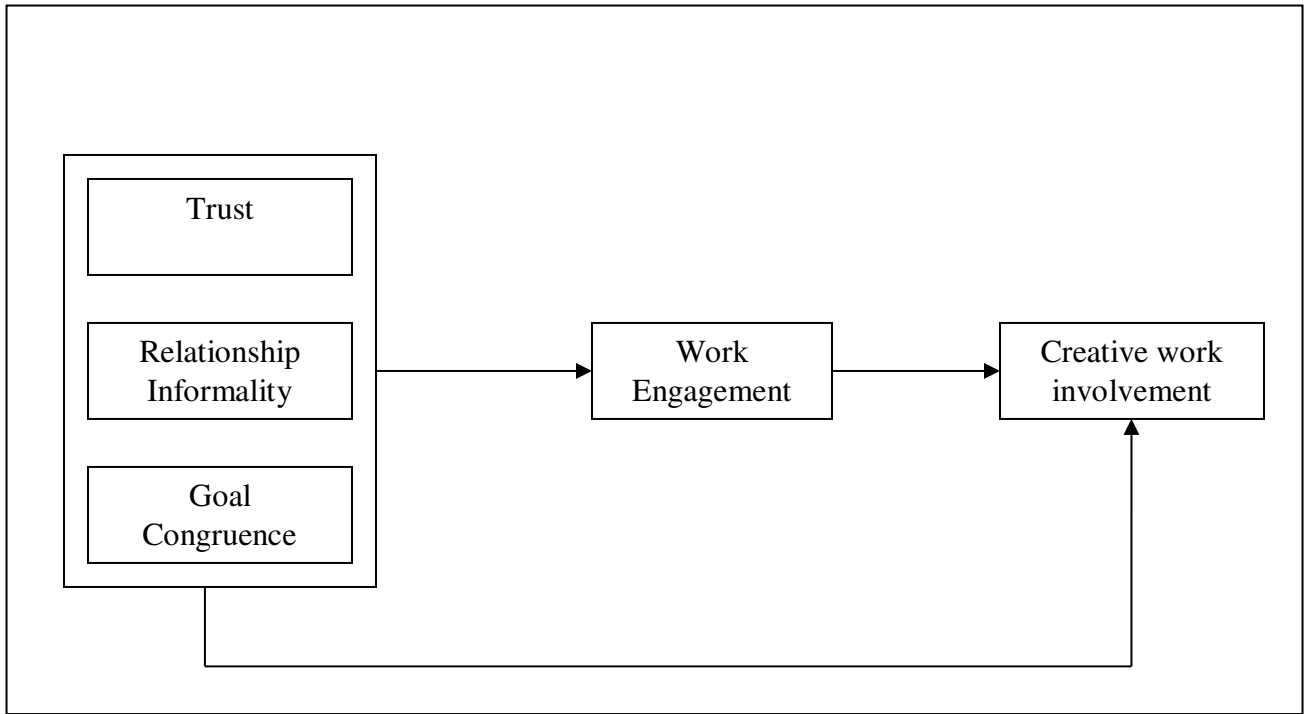 Trust
Relationship
Informality
Goal
Congruence
Work
Engagement
Creative work
involvement